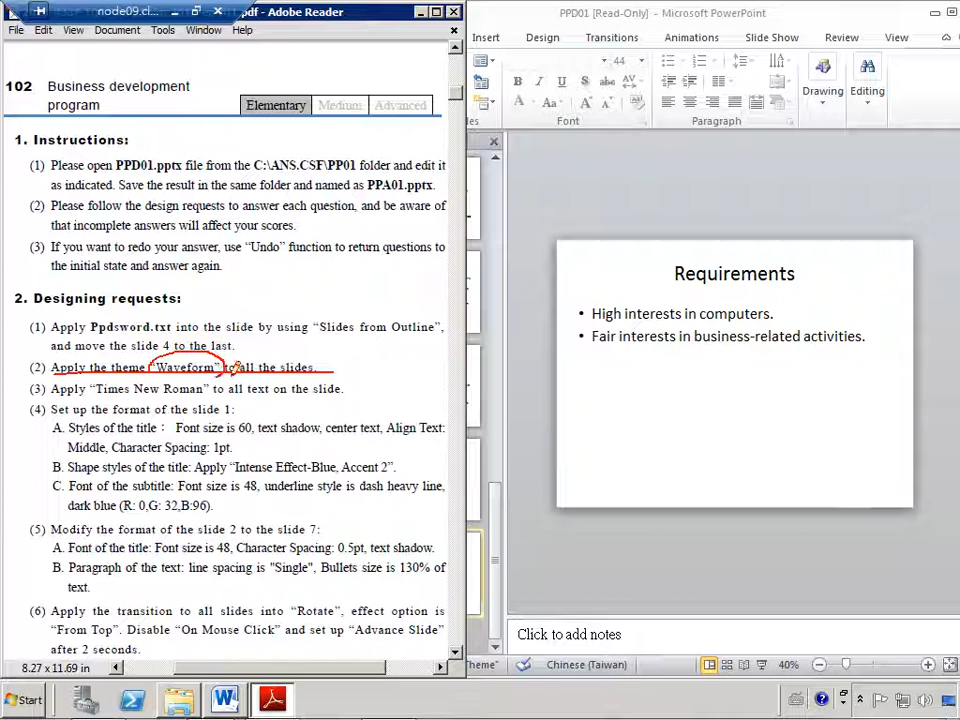 node09.cl
.pdf - Adobe Reader
File Edit View Document Tools Window Help
102 Business development
program
Elementary Medium Advanced
1. Instructions:
(1) Please open PPD01.pptx file from the C:\ANS.CSF\PP01 folder and edit it
as indicated. Save the result in the same folder and named as PPA01.pptx.
(2) Please follow the design requests to answer each question, and be aware of
that incomplete answers will affect your scores.
(3) If you want to redo your answer, use “Undo” function to return questions to
the initial state and answer again.
2. Designing requests:
(1) Apply Ppdsword.txt into the slide by using “Slides from Outline”,
and move the slide 4 to the last.
(2) Apply the theme “Waveform” to all the slides.
(3) Apply “Times New Roman” to all text on the slide.
(4) Set up the format of the slide 1:
A. Styles of the title： Font size is 60, text shadow, center text, Align Text:
Middle, Character Spacing: 1pt.
B. Shape styles of the title: Apply “Intense Effect-Blue, Accent 2”.
C. Font of the subtitle: Font size is 48, underline style is dash heavy line,
dark blue (R: 0,G: 32,B:96).
(5) Modify the format of the slide 2 to the slide 7:
A. Font of the title: Font size is 48, Character Spacing: 0.5pt, text shadow.
B. Paragraph of the text: line spacing is "Single", Bullets size is 130% of
text.
(6) Apply the transition to all slides into “Rotate”, effect option is
“From Top”. Disable “On Mouse Click” and set up “Advance Slide”
after 2 seconds.
8.27 x 11.69 in
Start
PPD01 [Read-Only] - Microsoft PowerPoint
Insert Design Transitions Animations Slide Show Review View
44
B I U S abc AV
A Aa A A
Drawing Editing
les Font Paragraph
Requirements
• High interests in computers.
• Fair interests in business-related activities.
Click to add notes
Theme" Chinese (Taiwan) 40%